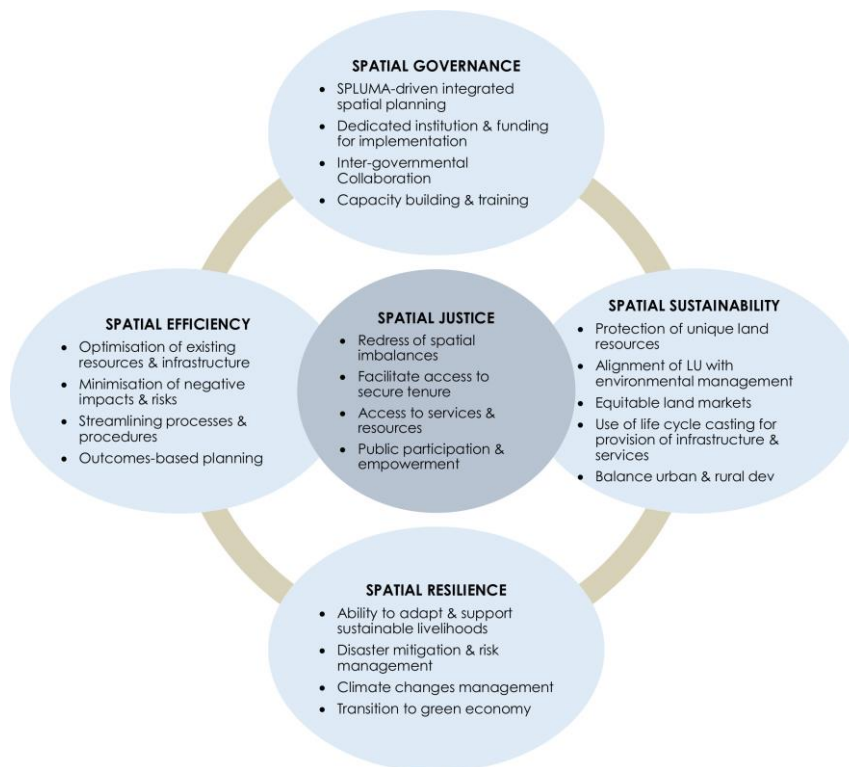 SPATIAL GOVERNANCE
• SPLUMA-driven integrated
spatial planning
• Dedicated institution & funding
for implementation
• Inter-governmental
Collaboration
• Capacity building & training
SPATIAL EFFICIENCY
• Optimisation of existing
resources & infrastructure
• Minimisation of negative
impacts & risks
• Streamlining processes &
procedures
• Outcomes-based planning
SPATIAL JUSTICE
• Redress of spatial
imbalances
• Facilitate access to
secure tenure
• Access to services &
resources
• Public participation &
empowerment
SPATIAL SUSTAINABILITY
• Protection of unique land
resources
• Alignment of LU with
environmental management
• Equitable land markets
• Use of life cycle casting for
provision of infrastructure &
services
• Balance urban & rural dev
SPATIAL RESILIENCE
• Ability to adapt & support
sustainable livelihoods
• Disaster mitigation & risk
management
• Climate changes management
• Transition to green economy